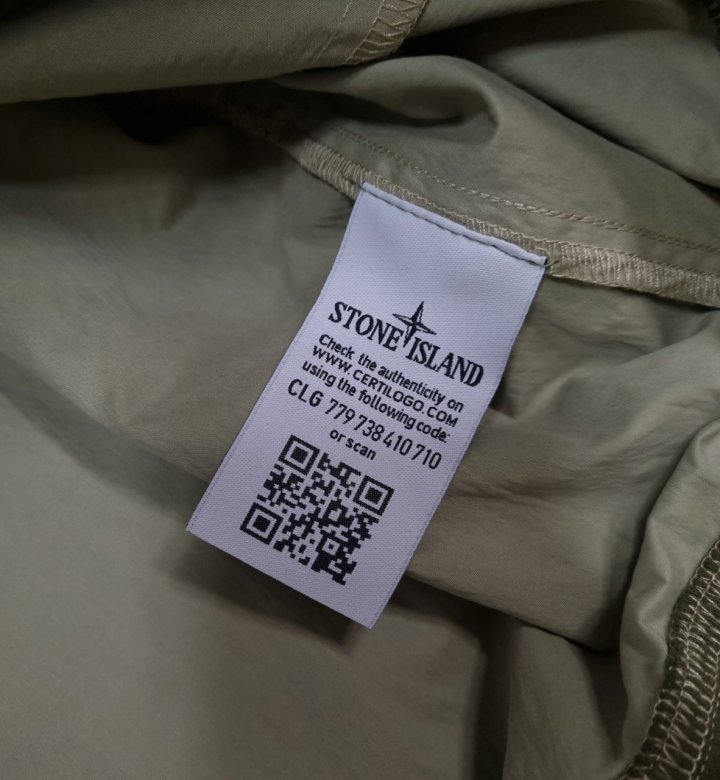 STONE ISLAND
Check the authenticity on
WWW.CERTILOGO.COM
using the following code:
CLG 779 738 410 710
or scan